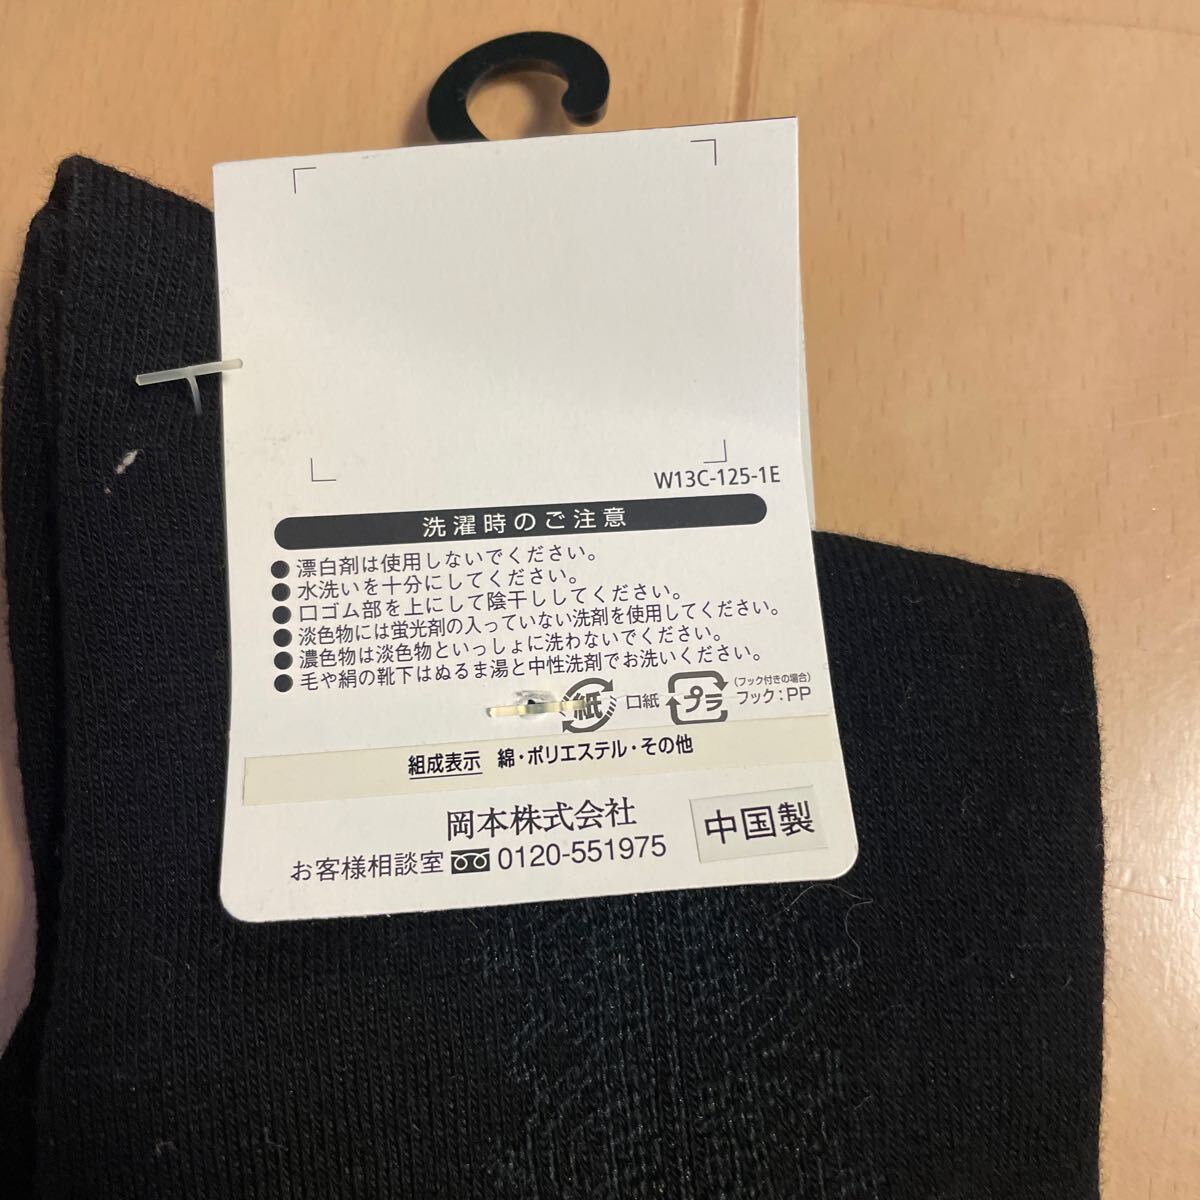 W13C-125-1E
洗濯時のご注意
●漂白剤は使用しないでください。
●水洗いを十分にしてください。
●口ゴム部を上にして陰干ししてください。
●淡色物には蛍光剤の入っていない洗剤を使用してください。
●濃色物は淡色物といっしょに洗わないでください。
●毛や絹の靴下はぬるま湯と中性洗剤でお洗いください。
紙 口紙 プラ (フック付きの場合) フック:PP
組成表示 綿・ポリエステル・その他
岡本株式会社
お客様相談室 0120-551975
中国製